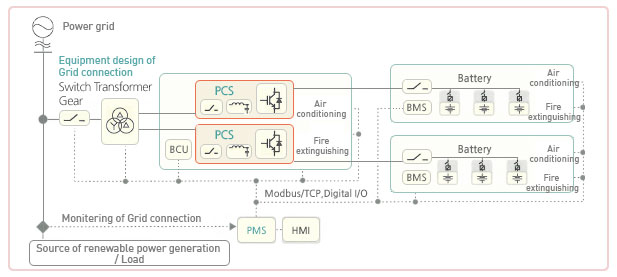 Power grid
Equipment design of
Grid connection
Switch Transformer
Gear
PCS
Air
conditioning
PCS
Fire
extinguishing
BCU
Battery
Air
conditioning
BMS
Fire
extinguishing
Battery
Air
conditioning
BMS
Fire
extinguishing
Modbus/TCP,Digital I/O
Monitering of Grid connection
PMS
HMI
Source of renewable power generation
/ Load